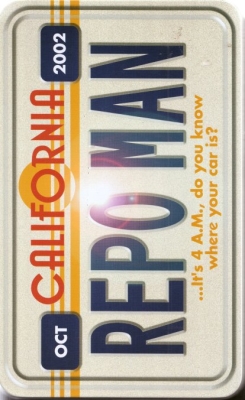 OCT CALIFORNIA 2002
REPO MAN
...It's 4 A.M., do you know
where your car is?